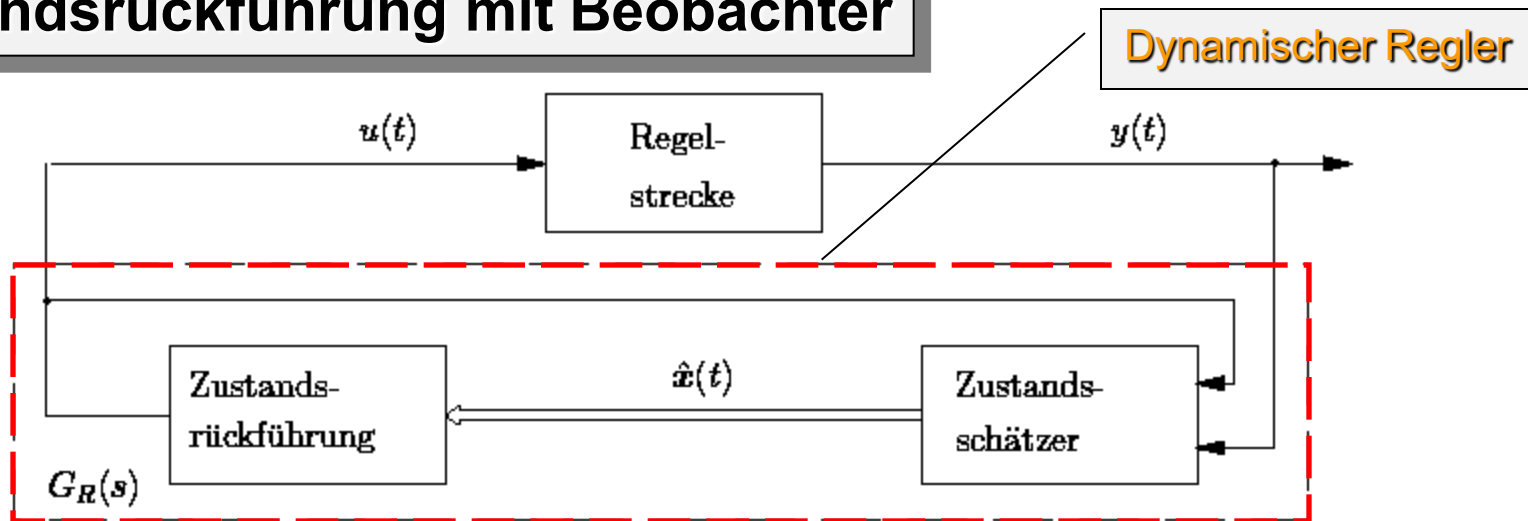 ndsrückführung mit Beobachter
Dynamischer Regler
u(t)
Regel-
strecke
y(t)
Zustands-
rückführung
x̂(t)
Zustands-
schätzer
G_R(s)